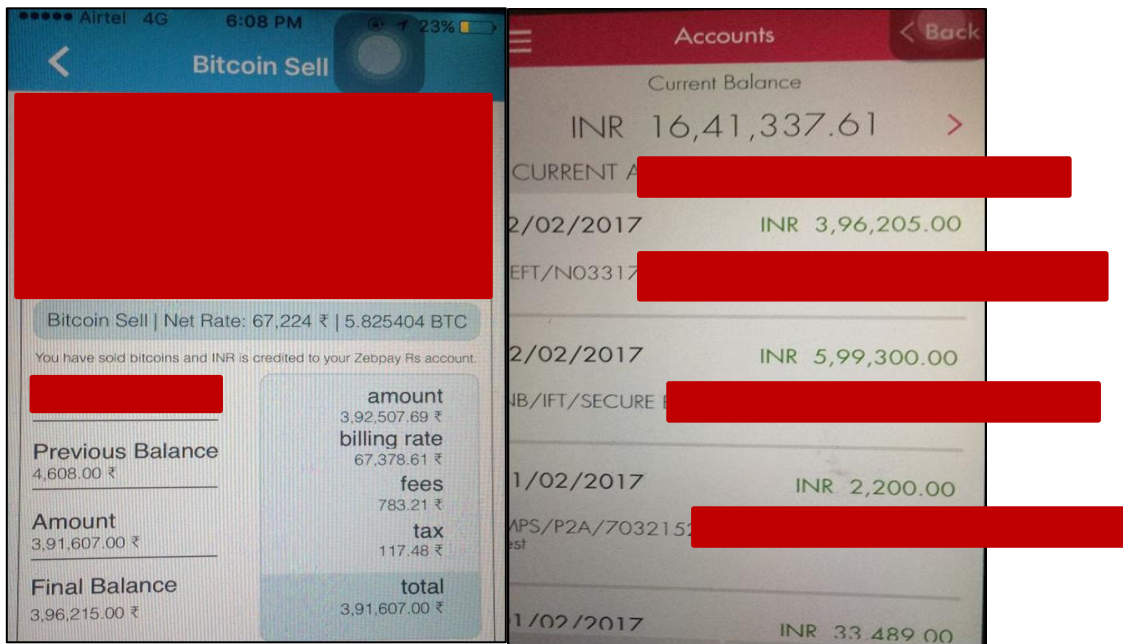 Airtel 4G 6:08 PM 23%
Bitcoin Sell
Bitcoin Sell | Net Rate: 67,224 ₹ | 5.825404 BTC
You have sold bitcoins and INR is credited to your Zebpay Rs account.
Previous Balance
4,608.00 ₹
Amount
3,91,607.00 ₹
Final Balance
3,96,215.00 ₹
amount
3,92,507.69 ₹
billing rate
67,378.61 ₹
fees
783.21 ₹
tax
117.48 ₹
total
3,91,607.00 ₹
Accounts
Back
Current Balance
INR 16,41,337.61
CURRENT A
2/02/2017 INR 3,96,205.00
EFT/N03317
2/02/2017 INR 5,99,300.00
NB/IFT/SECURE
1/02/2017 INR 2,200.00
MPS/P2A/7032152
est
1/02/2017 INR 33,489.00